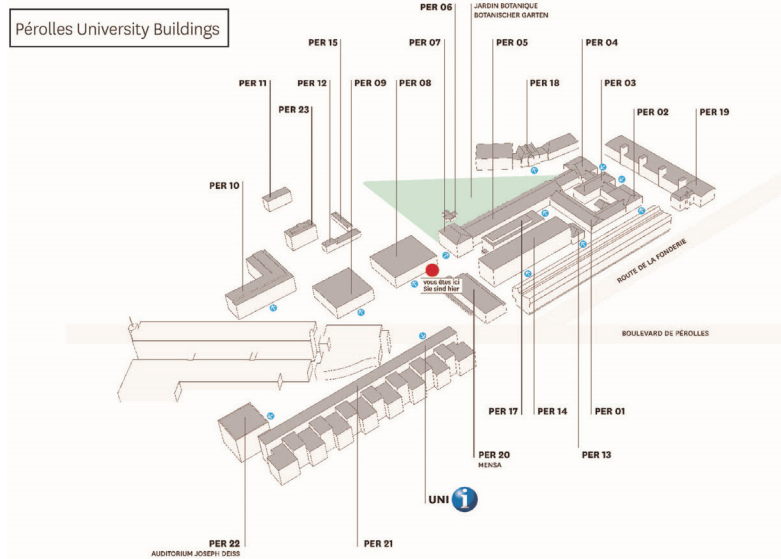 Pérolles University Buildings
PER 06
JARDIN BOTANIQUE
BOTANISCHER GARTEN
PER 15
PER 07
PER 05
PER 04
PER 11
PER 12
PER 09
PER 08
PER 18
PER 03
PER 23
PER 02
PER 19
PER 10
vous êtes ici
Sie sind hier
ROUTE DE LA FONDERIE
BOULEVARD DE PÉROLLES
PER 17
PER 14
PER 01
PER 20
MENSA
PER 13
UNI i
PER 22
AUDITORIUM JOSEPH DEISS
PER 21